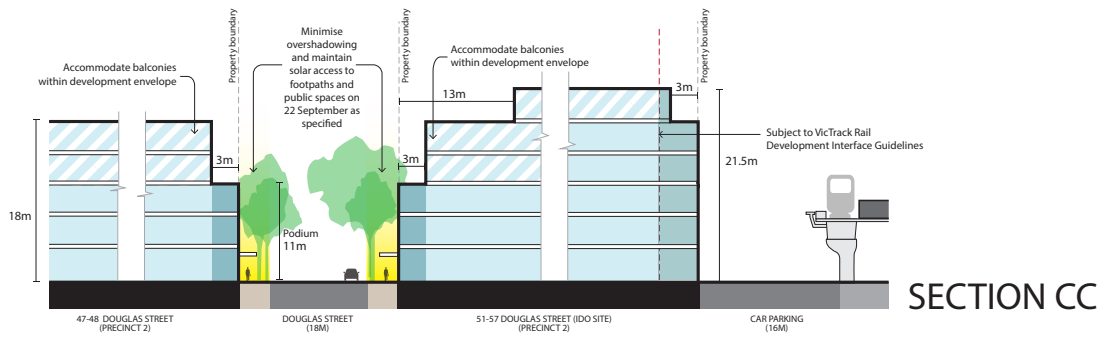 Property boundary
Minimise
overshadowing
and maintain
solar access to
footpaths and
public spaces on
22 September as
specified
Property boundary
Property boundary
Accommodate balconies
within development envelope
Accommodate balconies
within development envelope
13m
3m
3m
3m
Subject to VicTrack Rail
Development Interface Guidelines
21.5m
18m
Podium
11m
SECTION CC
47-48 DOUGLAS STREET
(PRECINCT 2)
DOUGLAS STREET
(18M)
51-57 DOUGLAS STREET (IDO SITE)
(PRECINCT 2)
CAR PARKING
(16M)